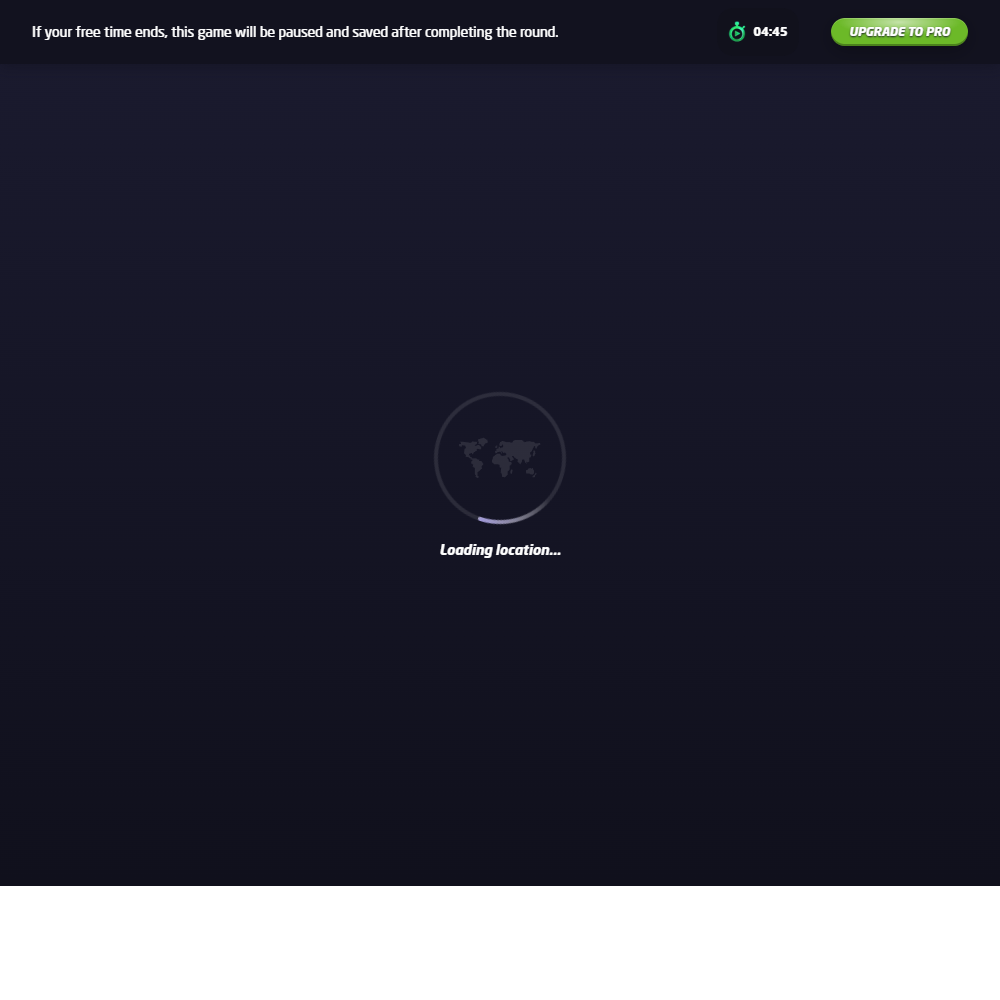 If your free time ends, this game will be paused and saved after completing the round.
04:45
UPGRADE TO PRO
Loading location...